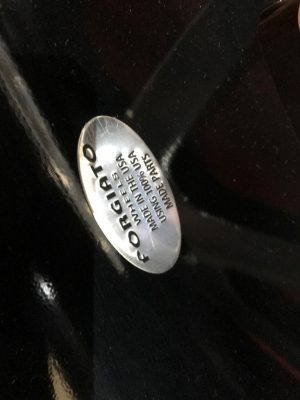 FORGIATO
WHEELS
MADE IN THE USA
USING 100% USA
MADE PARTS